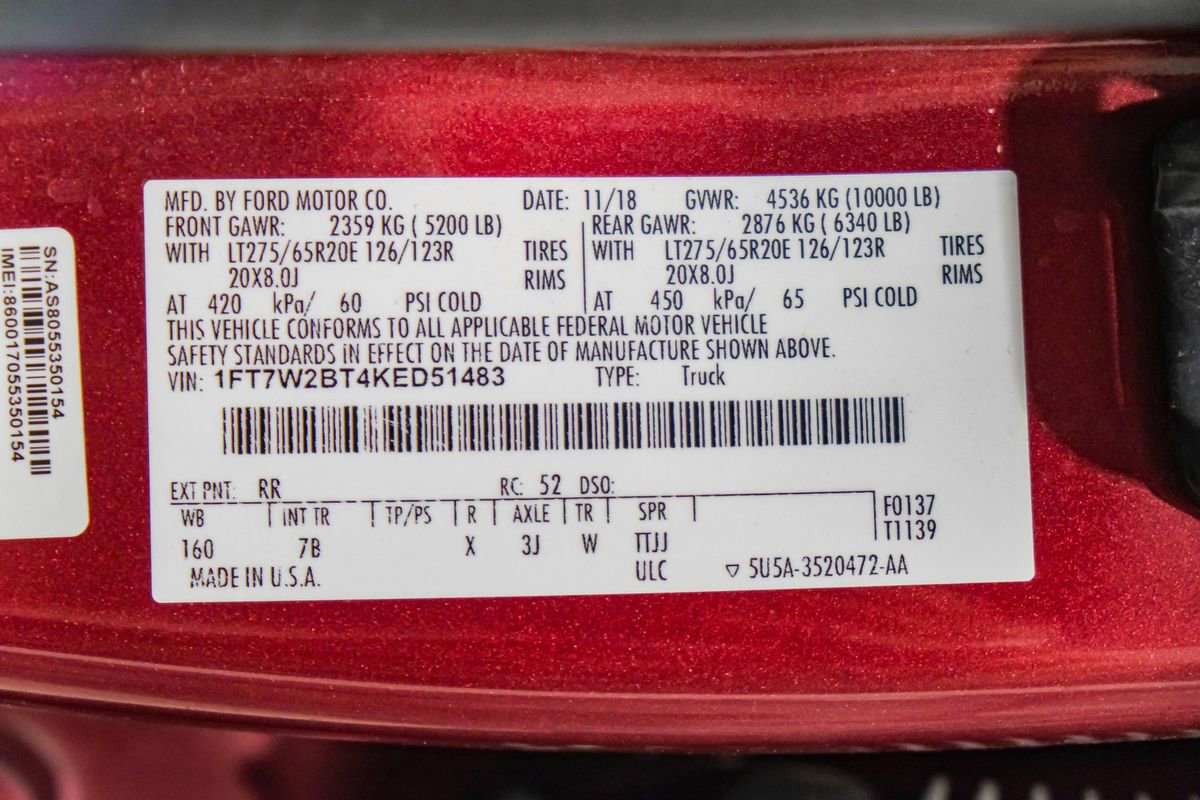 SN:AS8055350154
IMEI:860017055350154
MFD. BY FORD MOTOR CO. DATE: 11/18 GVWR: 4536 KG (10000 LB)
FRONT GAWR: 2359 KG ( 5200 LB) REAR GAWR: 2876 KG ( 6340 LB)
WITH LT275/65R20E 126/123R TIRES WITH LT275/65R20E 126/123R TIRES
20X8.0J RIMS 20X8.0J RIMS
AT 420 kPa/ 60 PSI COLD AT 450 kPa/ 65 PSI COLD
THIS VEHICLE CONFORMS TO ALL APPLICABLE FEDERAL MOTOR VEHICLE
SAFETY STANDARDS IN EFFECT ON THE DATE OF MANUFACTURE SHOWN ABOVE.
VIN: 1FT7W2BT4KED51483 TYPE: Truck
EXT PNT: RR RC: 52 DSO:
WB INT TR TP/PS R AXLE TR SPR F0137
T1139
160 7B X 3J W TTJJ
MADE IN U.S.A. ULC ▽ 5U5A-3520472-AA